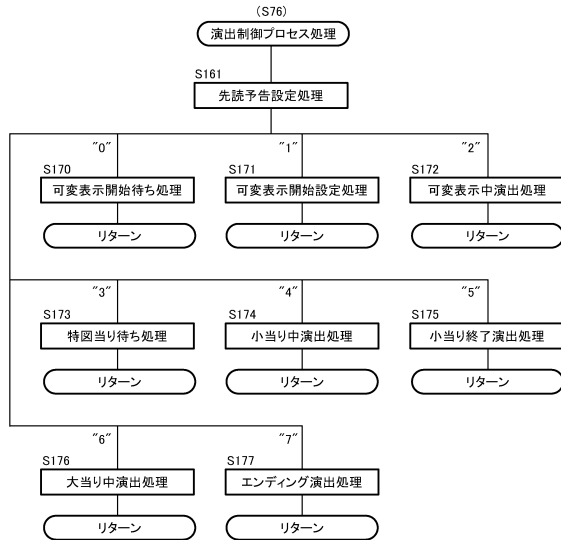 (S76)
演出制御プロセス処理
S161
先読予告設定処理
"0"
"1"
"2"
S170
S171
S172
可変表示開始待ち処理
可変表示開始設定処理
可変表示中演出処理
リターン
リターン
リターン
"3"
"4"
"5"
S173
S174
S175
特図当り待ち処理
小当り中演出処理
小当り終了演出処理
リターン
リターン
リターン
"6"
"7"
S176
S177
大当り中演出処理
エンディング演出処理
リターン
リターン